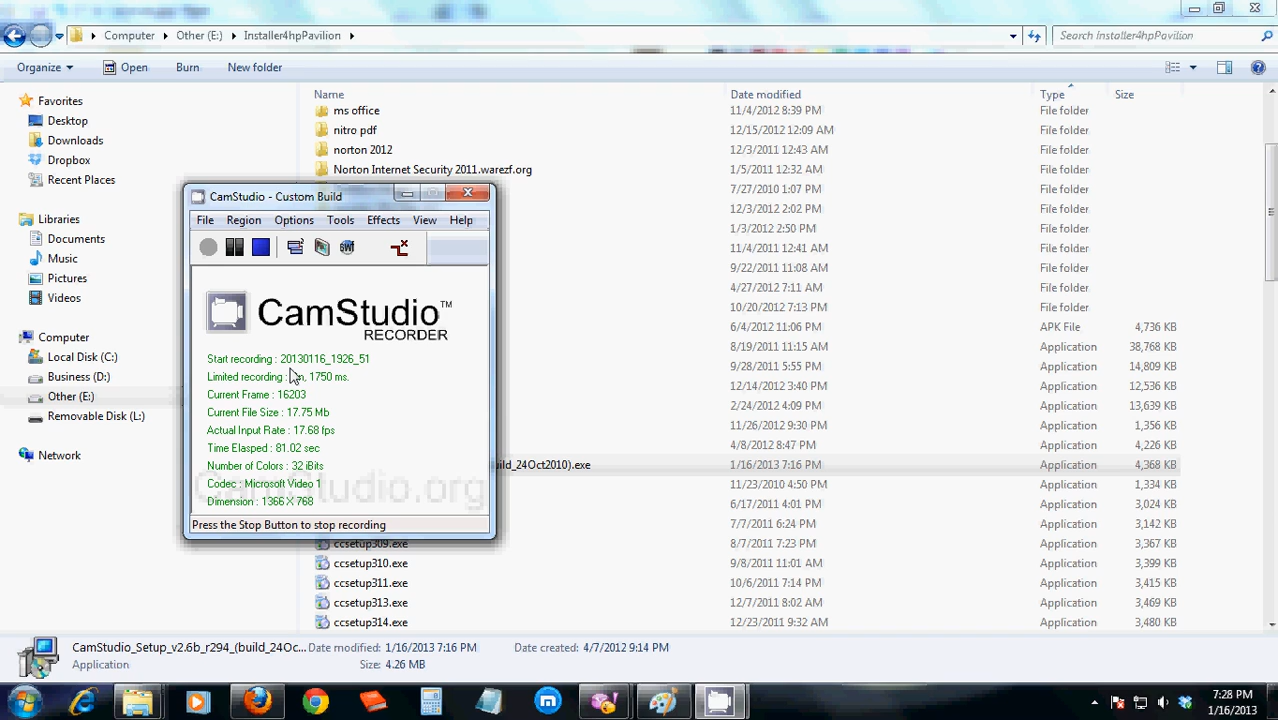 Computer ▸ Other (E:) ▸ Installer4hpPavilion ▸
Search Installer4hpPavilion
Organize Open Burn New folder
Name Date modified Type Size
Favorites
Desktop
Downloads
Dropbox
Recent Places
Libraries
Documents
Music
Pictures
Videos
Computer
Local Disk (C:)
Business (D:)
Other (E:)
Removable Disk (L:)
Network
ms office 11/4/2012 8:39 PM File folder
nitro pdf 12/15/2012 12:09 AM File folder
norton 2012 12/3/2011 12:43 AM File folder
Norton Internet Security 2011.warezf.org 1/5/2011 12:32 AM File folder
7/27/2010 1:07 PM File folder
12/3/2012 2:02 PM File folder
1/3/2012 2:50 PM File folder
11/4/2011 12:41 AM File folder
9/22/2011 11:08 AM File folder
4/27/2012 7:11 AM File folder
10/20/2012 7:13 PM File folder
6/4/2012 11:06 PM APK File 4,736 KB
8/19/2011 11:15 AM Application 38,768 KB
9/28/2011 5:55 PM Application 14,809 KB
12/14/2012 3:40 PM Application 12,536 KB
2/24/2012 4:09 PM Application 13,639 KB
11/26/2012 9:30 PM Application 1,356 KB
4/8/2012 8:47 PM Application 4,226 KB
ild_24Oct2010).exe 1/16/2013 7:16 PM Application 4,368 KB
11/23/2010 4:50 PM Application 1,334 KB
6/17/2011 4:01 PM Application 3,024 KB
7/7/2011 6:24 PM Application 3,142 KB
ccsetup309.exe 8/7/2011 7:23 PM Application 3,367 KB
ccsetup310.exe 9/8/2011 11:01 AM Application 3,399 KB
ccsetup311.exe 10/6/2011 7:14 PM Application 3,415 KB
ccsetup313.exe 12/7/2011 8:02 AM Application 3,469 KB
ccsetup314.exe 12/23/2011 9:32 AM Application 3,480 KB
CamStudio - Custom Build
File Region Options Tools Effects View Help
CamStudio™
RECORDER
Start recording : 20130116_1926_51
Limited recording : n, 1750 ms.
Current Frame : 16203
Current File Size : 17.75 Mb
Actual Input Rate : 17.68 fps
Time Elasped : 81.02 sec
Number of Colors : 32 iBits
Codec : Microsoft Video 1
Dimension : 1366 X 768
CamStudio.org
Press the Stop Button to stop recording
CamStudio_Setup_v2.6b_r294_(build_24Oc... Date modified: 1/16/2013 7:16 PM Date created: 4/7/2012 9:14 PM
Application Size: 4.26 MB
7:28 PM
1/16/2013